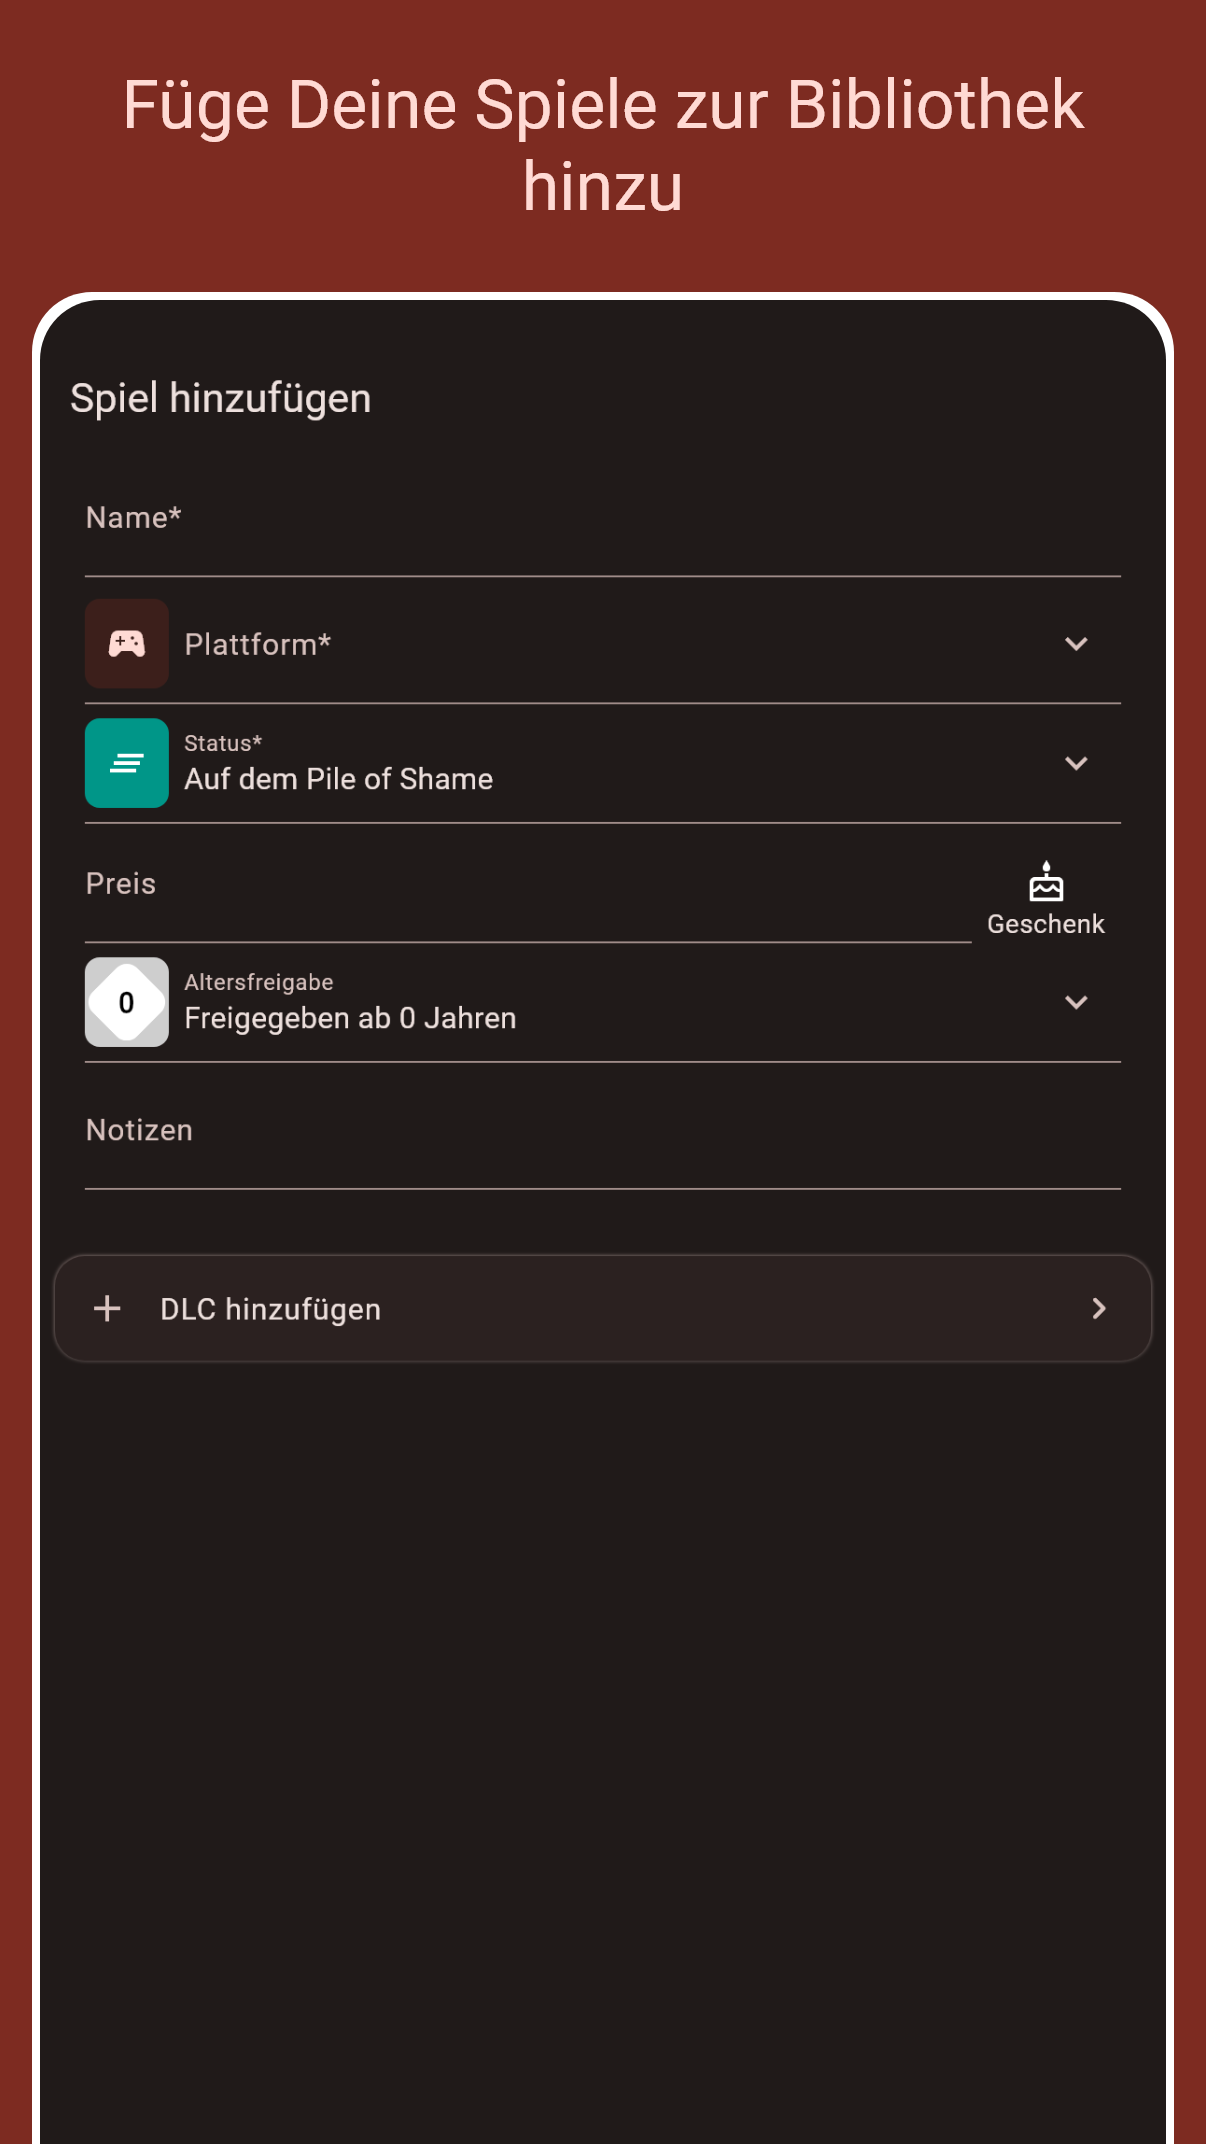 Füge Deine Spiele zur Bibliothek
hinzu
Spiel hinzufügen
Name*
Plattform*
Status*
Auf dem Pile of Shame
Preis
Geschenk
0
Altersfreigabe
Freigegeben ab 0 Jahren
Notizen
DLC hinzufügen